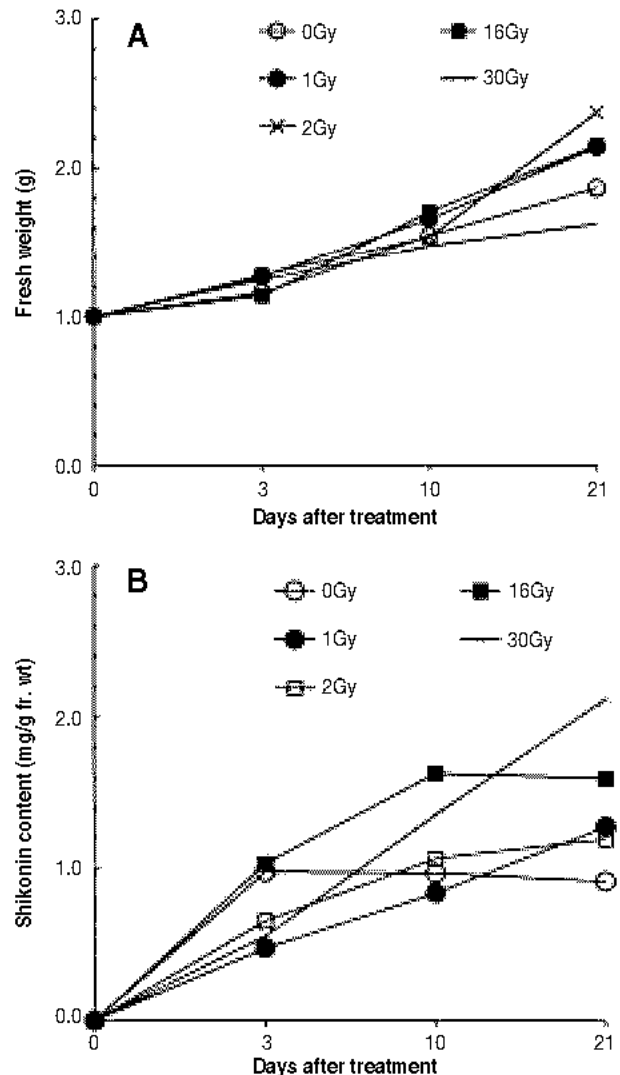 3.0
A
0Gy 16Gy
1Gy 30Gy
2Gy
2.0
Fresh weight (g)
1.0
0.0
0 3 10 21
Days after treatment
3.0
B
0Gy 16Gy
1Gy 30Gy
2Gy
2.0
Shikonin content (mg/g fr. wt)
1.0
0.0
0 3 10 21
Days after treatment